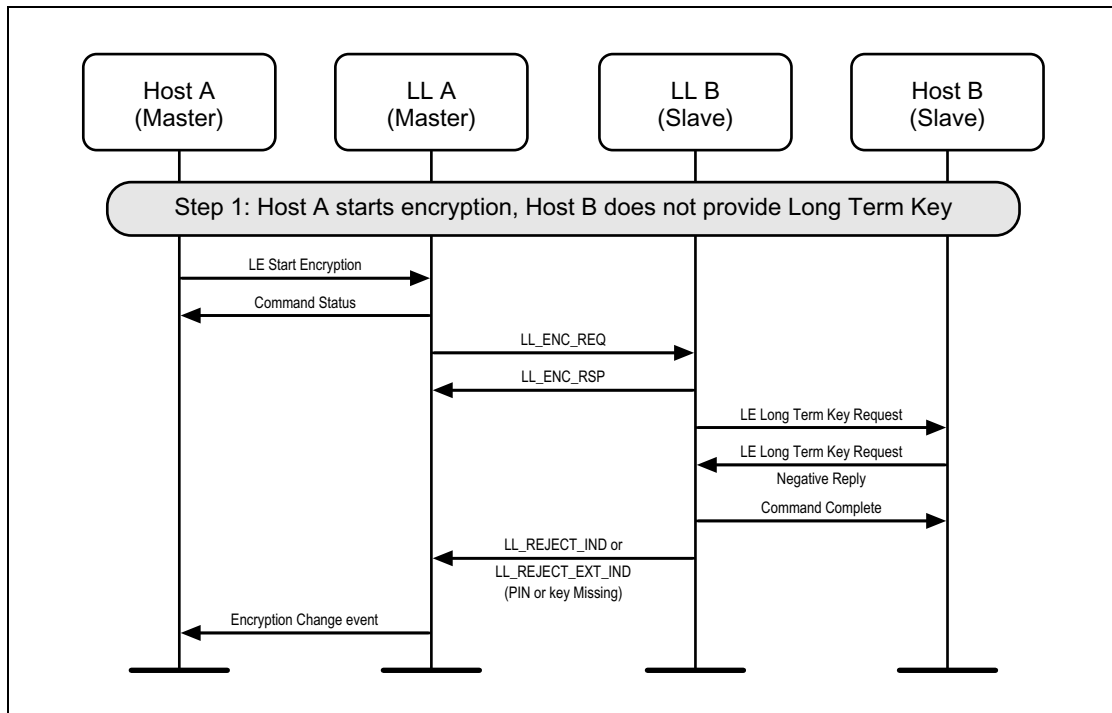 Host A
(Master)
LL A
(Master)
LL B
(Slave)
Host B
(Slave)
Step 1: Host A starts encryption, Host B does not provide Long Term Key
LE Start Encryption
Command Status
LL_ENC_REQ
LL_ENC_RSP
LE Long Term Key Request
LE Long Term Key Request
Negative Reply
Command Complete
LL_REJECT_IND or
LL_REJECT_EXT_IND
(PIN or key Missing)
Encryption Change event